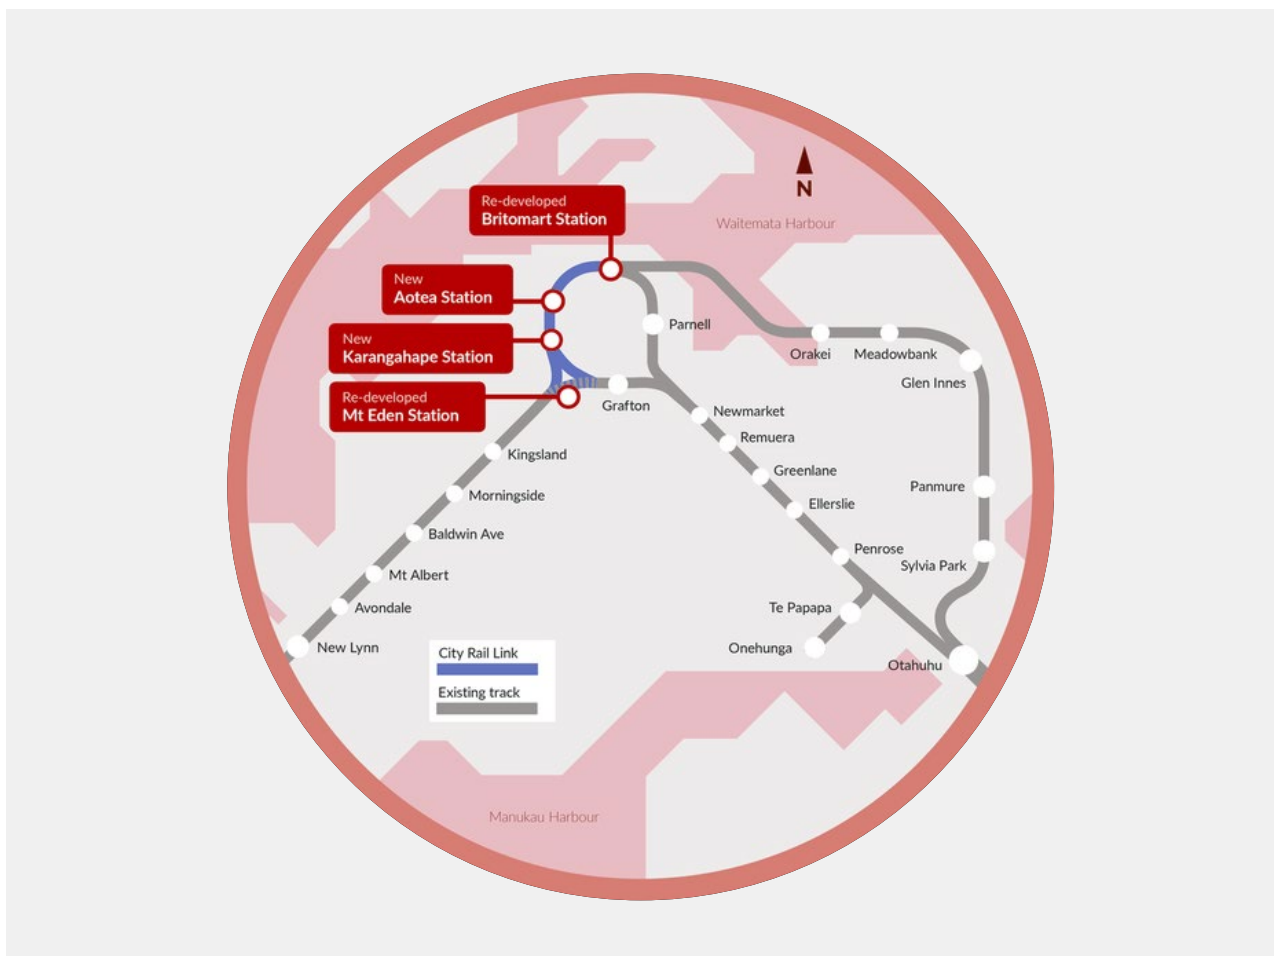 N
Re-developed
Britomart Station
Waitemata Harbour
New
Aotea Station
Parnell
New
Karangahape Station
Orakei
Meadowbank
Glen Innes
Re-developed
Mt Eden Station
Grafton
Newmarket
Remuera
Kingsland
Greenlane
Morningside
Panmure
Ellerslie
Baldwin Ave
Penrose
Sylvia Park
Mt Albert
Avondale
Te Papapa
New Lynn
Onehunga
Otahuhu
City Rail Link
Existing track
Manukau Harbour